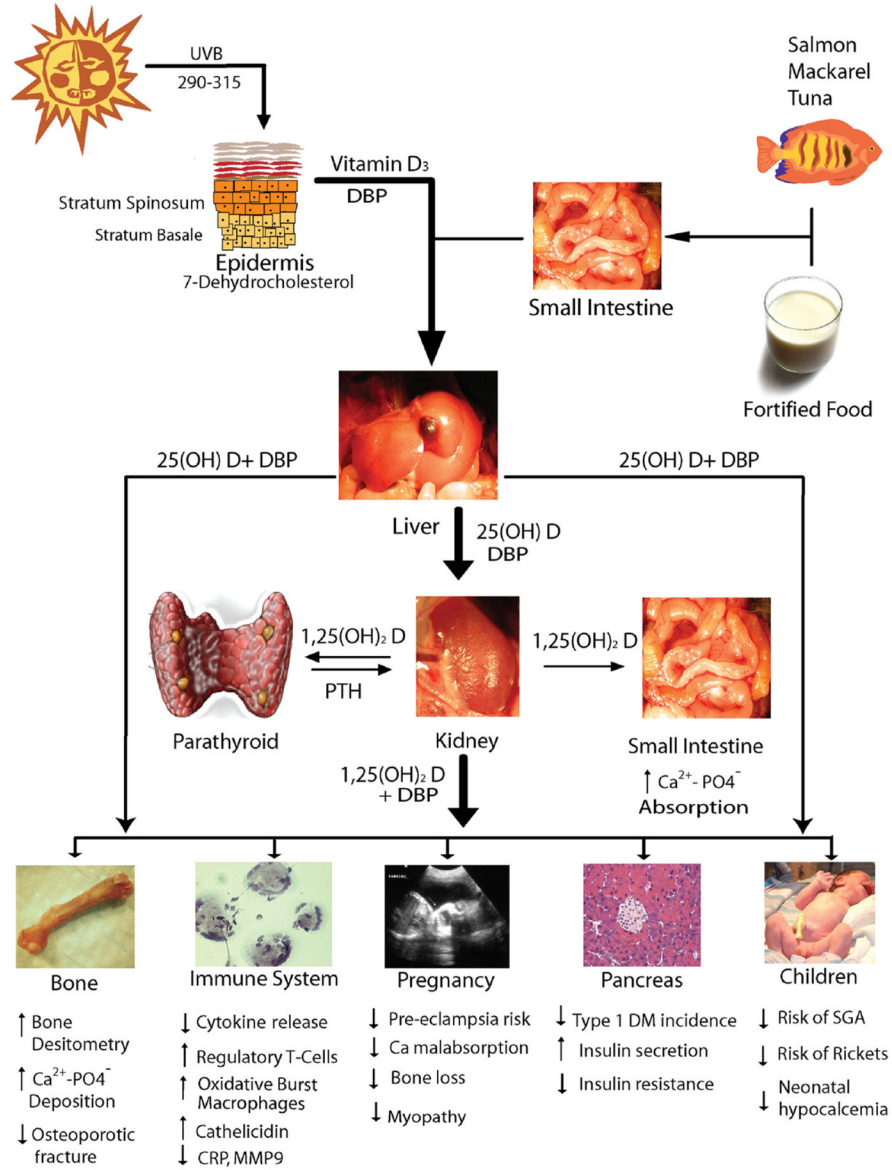 UVB
290-315
Salmon
Mackarel
Tuna
Vitamin D₃
DBP
Stratum Spinosum
Stratum Basale
Epidermis
7-Dehydrocholesterol
Small Intestine
Fortified Food
25(OH) D+ DBP
25(OH) D+ DBP
Liver
25(OH) D
DBP
1,25(OH)₂ D
PTH
1,25(OH)₂ D
Parathyroid
Kidney
Small Intestine
↑ Ca²⁺- PO4⁻
Absorption
1,25(OH)₂ D
+ DBP
Bone
↑ Bone
Desitometry
↑ Ca²⁺-PO4⁻
Deposition
↓ Osteoporotic
fracture
Immune System
↓ Cytokine release
↑ Regulatory T-Cells
↑ Oxidative Burst
Macrophages
↑ Cathelicidin
↓ CRP, MMP9
Pregnancy
↓ Pre-eclampsia risk
↓ Ca malabsorption
↓ Bone loss
↓ Myopathy
Pancreas
↓ Type 1 DM incidence
↑ Insulin secretion
↓ Insulin resistance
Children
↓ Risk of SGA
↓ Risk of Rickets
↓ Neonatal
hypocalcemia